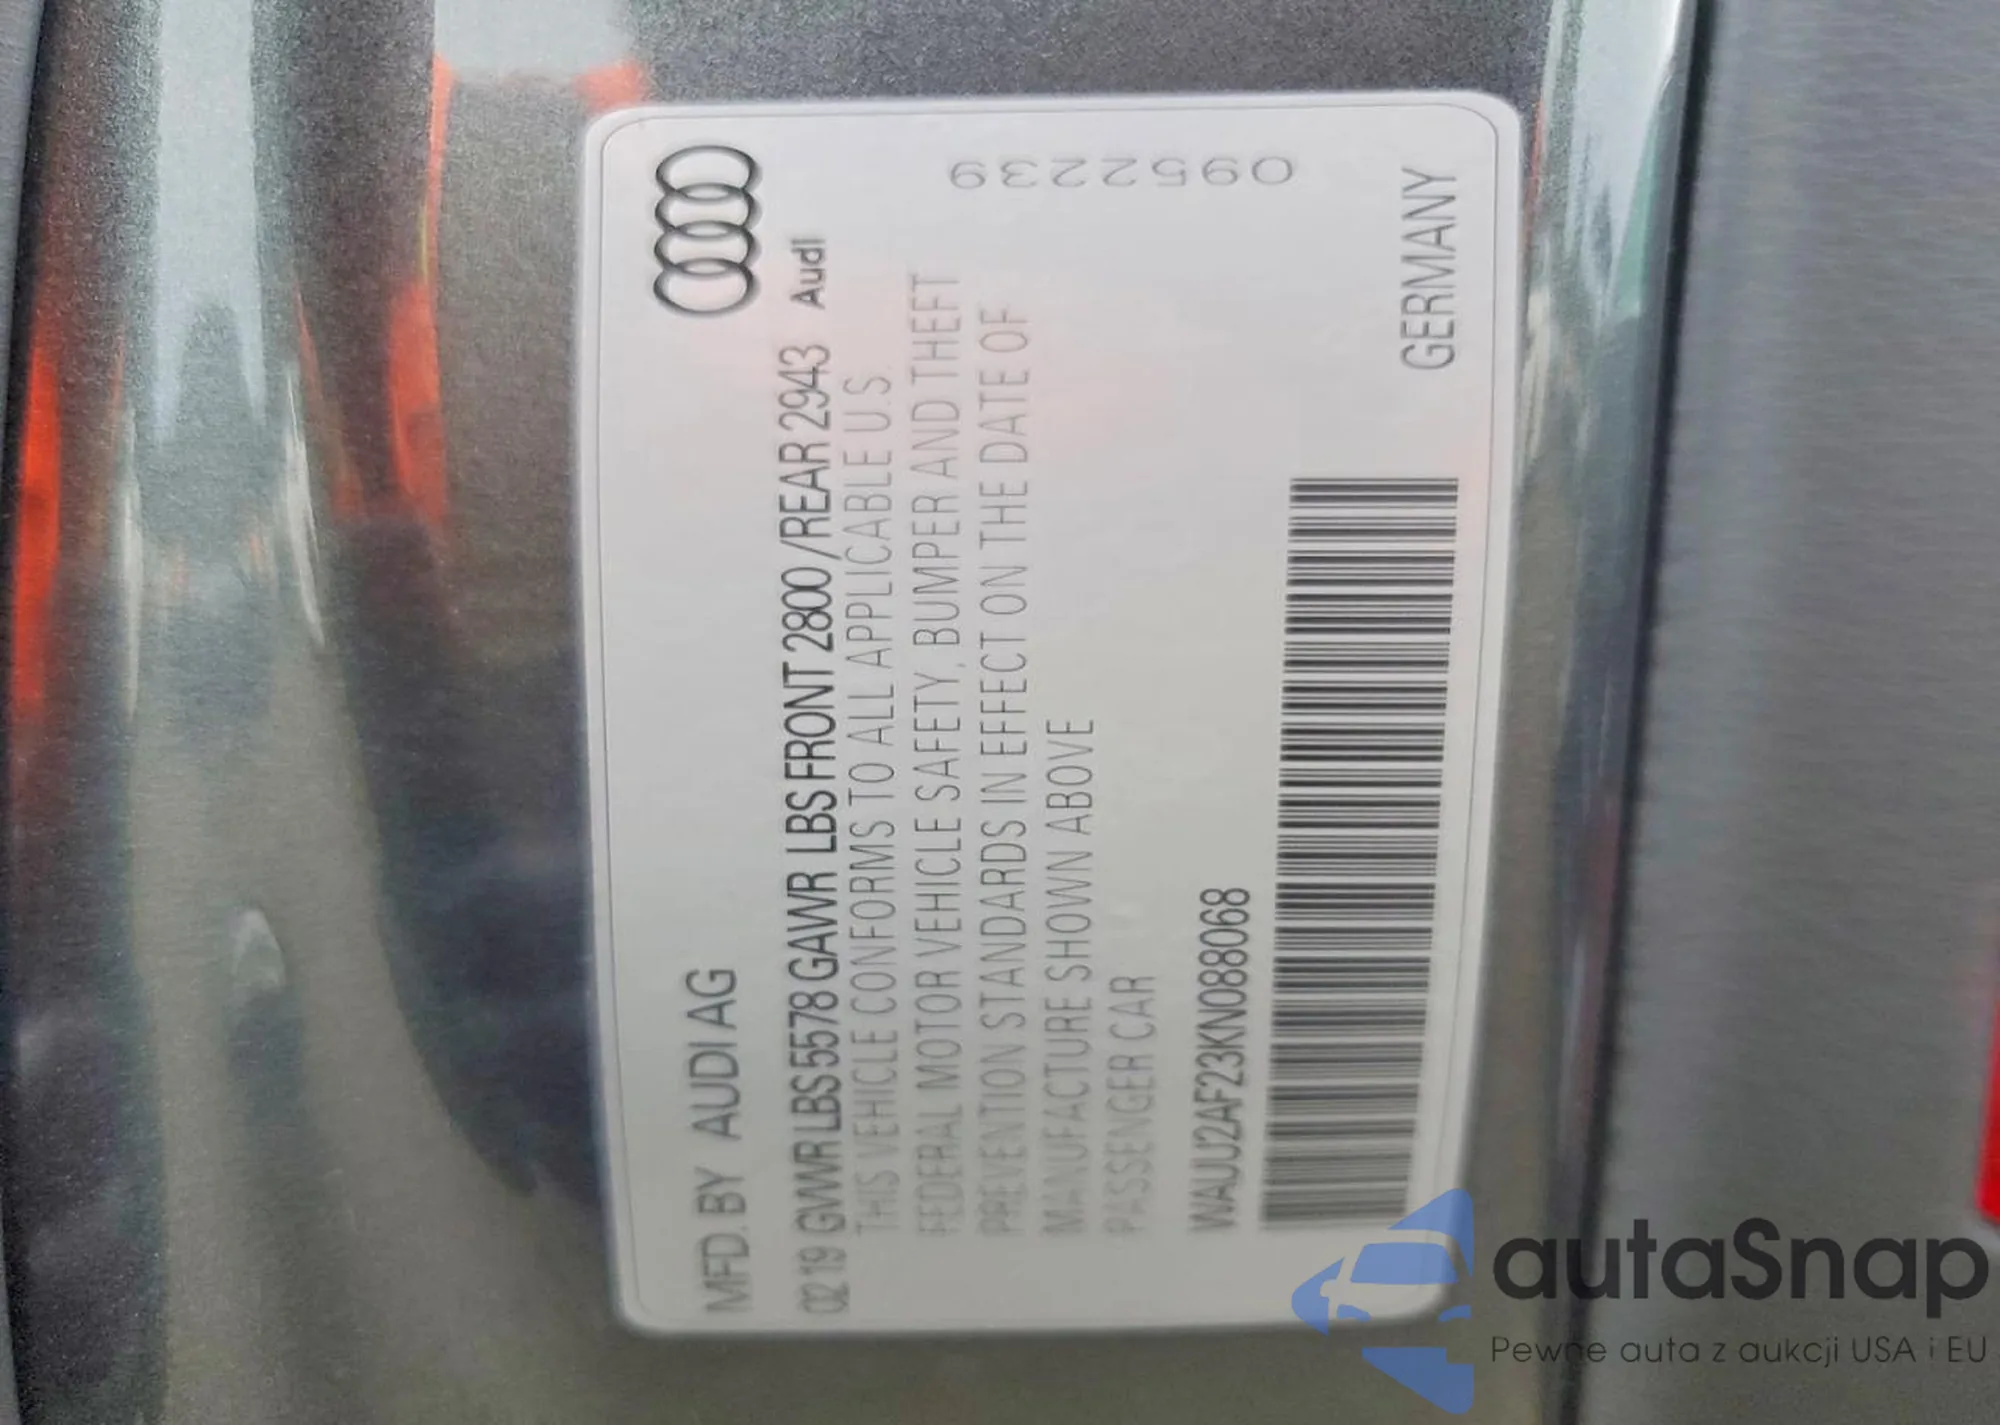 MFD. BY AUDI AG
02 19 GVWR LBS 5578 GAWR LBS FRONT 2800 / REAR 2943 Audi
THIS VEHICLE CONFORMS TO ALL APPLICABLE U.S.
FEDERAL MOTOR VEHICLE SAFETY, BUMPER AND THEFT
PREVENTION STANDARDS IN EFFECT ON THE DATE OF
MANUFACTURE SHOWN ABOVE
PASSENGER CAR
WAUU2AF23KN088068
GERMANY
0952239
autaSnap
Pewne auta z aukcji USA i EU